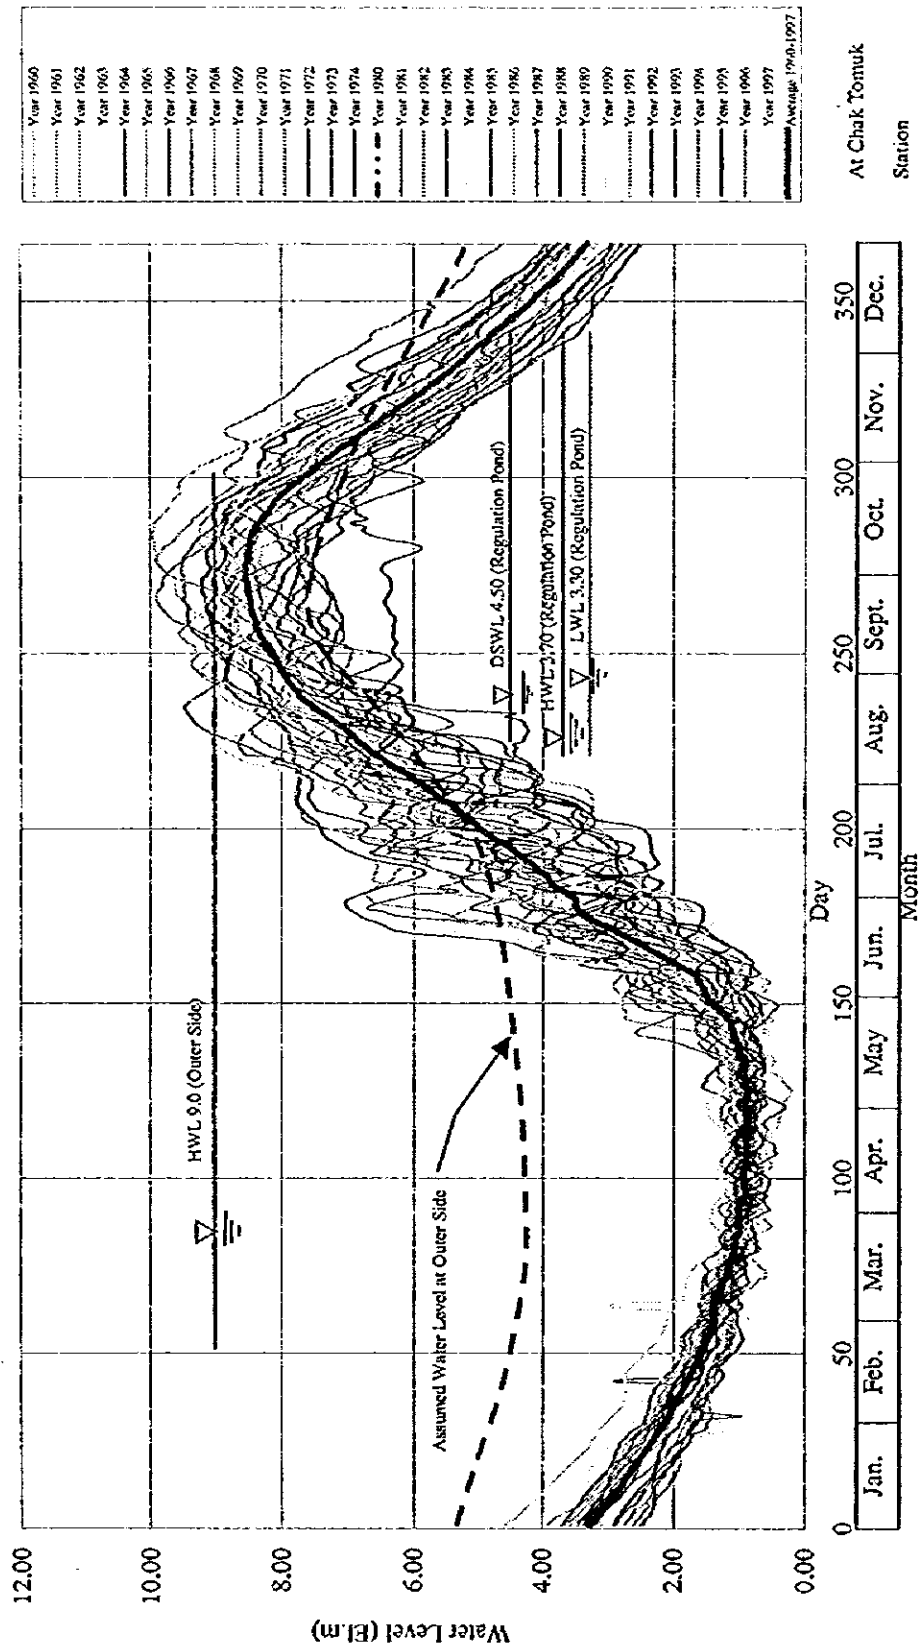 12.00
10.00
8.00
6.00
4.00
2.00
0.00
Water Level (El.m)
HWL 9.0 (Outer Side)
Assumed Water Level at Outer Side
DSWL 4.50 (Regulation Pond)
HWL 3.70 (Regulation Pond)
LWL 3.30 (Regulation Pond)
0
50
100
150
200
250
300
350
Day
Jan.
Feb.
Mar.
Apr.
May
Jun.
Jul.
Aug.
Sept.
Oct.
Nov.
Dec.
Month
Year 1960
Year 1961
Year 1962
Year 1963
Year 1964
Year 1965
Year 1966
Year 1967
Year 1968
Year 1969
Year 1970
Year 1971
Year 1972
Year 1973
Year 1974
Year 1980
Year 1981
Year 1982
Year 1983
Year 1984
Year 1985
Year 1986
Year 1987
Year 1988
Year 1989
Year 1990
Year 1991
Year 1992
Year 1993
Year 1994
Year 1995
Year 1996
Year 1997
Average 1960-1997
At Chak Tomuk
Station